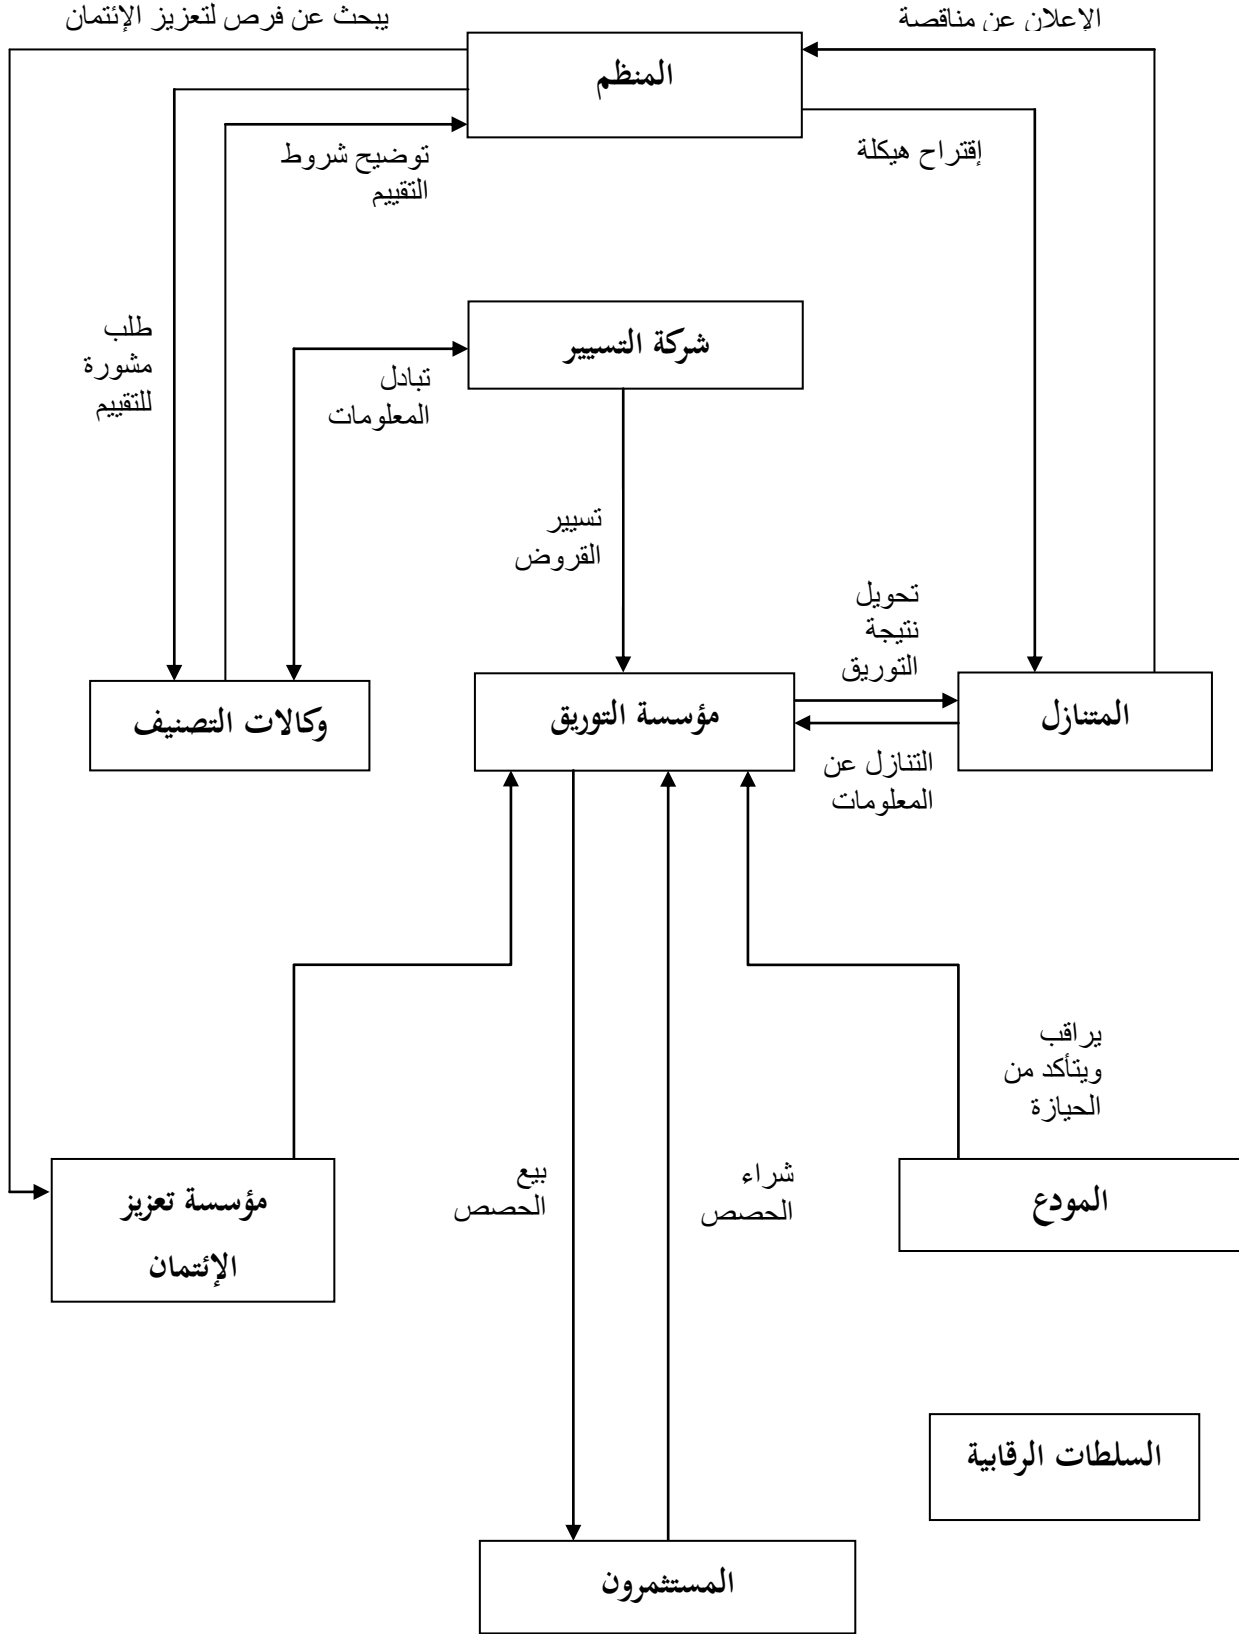 الإعلان عن مناقصة
يبحث عن فرص لتعزيز الإئتمان
المنظم
إقتراح هيكلة
توضيح شروط
التقييم
شركة التسيير
طلب
مشورة
للتقييم
تبادل
المعلومات
تسيير
القروض
تحويل
نتيجة
التوريق
المتنازل
مؤسسة التوريق
وكالات التصنيف
التنازل عن
المعلومات
يراقب
ويتأكد من
الحيازة
المودع
شراء
الحصص
بيع
الحصص
مؤسسة تعزيز
الإئتمان
السلطات الرقابية
المستثمرون